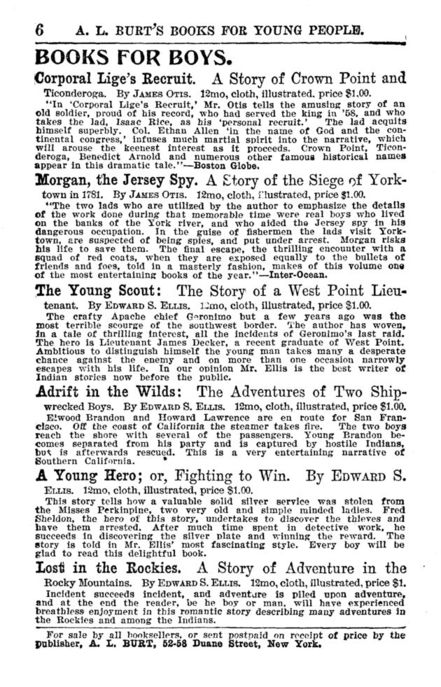 6 A. L. BURT'S BOOKS FOR YOUNG PEOPLE.
BOOKS FOR BOYS.
Corporal Lige's Recruit. A Story of Crown Point and
Ticonderoga. By JAMES OTIS. 12mo, cloth, illustrated, price $1.00.
"In 'Corporal Lige's Recruit,' Mr. Otis tells the amusing story of an
old soldier, proud of his record, who had served the king in '58, and who
takes the lad, Isaac Rice, as his 'personal recruit.' The lad acquits
himself superbly. Col. Ethan Allen 'in the name of God and the con-
tinental congress,' infuses much martial spirit into the narrative, which
will arouse the keenest interest as it proceeds. Crown Point, Ticon-
deroga, Benedict Arnold and numerous other famous historical names
appear in this dramatic tale."—Boston Globe.
Morgan, the Jersey Spy. A Story of the Siege of York-
town in 1781. By JAMES OTIS. 12mo, cloth, illustrated, price $1.00.
"The two lads who are utilized by the author to emphasize the details
of the work done during that memorable time were real boys who lived
on the banks of the York river, and who aided the Jersey spy in his
dangerous occupation. In the guise of fishermen the lads visit York-
town, are suspected of being spies, and put under arrest. Morgan risks
his life to save them. The final escape, the thrilling encounter with a
squad of red coats, when they are exposed equally to the bullets of
friends and foes, told in a masterly fashion, makes of this volume one
of the most entertaining books of the year."—Inter-Ocean.
The Young Scout: The Story of a West Point Lieu-
tenant. By EDWARD S. ELLIS. 12mo, cloth, illustrated, price $1.00.
The crafty Apache chief Geronimo but a few years ago was the
most terrible scourge of the southwest border. The author has woven,
in a tale of thrilling interest, all the incidents of Geronimo's last raid.
The hero is Lieutenant James Decker, a recent graduate of West Point.
Ambitious to distinguish himself the young man takes many a desperate
chance against the enemy and on more than one occasion narrowly
escapes with his life. In our opinion Mr. Ellis is the best writer of
Indian stories now before the public.
Adrift in the Wilds: The Adventures of Two Ship-
wrecked Boys. By EDWARD S. ELLIS. 12mo, cloth, illustrated, price $1.00.
Elwood Brandon and Howard Lawrence are en route for San Fran-
cisco. Off the coast of California the steamer takes fire. The two boys
reach the shore with several of the passengers. Young Brandon be-
comes separated from his party and is captured by hostile Indians,
but is afterwards rescued. This is a very entertaining narrative of
Southern California.
A Young Hero; or, Fighting to Win. By EDWARD S.
ELLIS. 12mo, cloth, illustrated, price $1.00.
This story tells how a valuable solid silver service was stolen from
the Misses Perkinpine, two very old and simple minded ladies. Fred
Sheldon, the hero of this story, undertakes to discover the thieves and
have them arrested. After much time spent in detective work, he
succeeds in discovering the silver plate and winning the reward. The
story is told in Mr. Ellis' most fascinating style. Every boy will be
glad to read this delightful book.
Lost in the Rockies. A Story of Adventure in the
Rocky Mountains. By EDWARD S. ELLIS. 12mo, cloth, illustrated, price $1.
Incident succeeds incident, and adventure is piled upon adventure,
and at the end the reader, be he boy or man, will have experienced
breathless enjoyment in this romantic story describing many adventures in
the Rockies and among the Indians.
For sale by all booksellers, or sent postpaid on receipt of price by the
publisher, A. L. BURT, 52-58 Duane Street, New York.